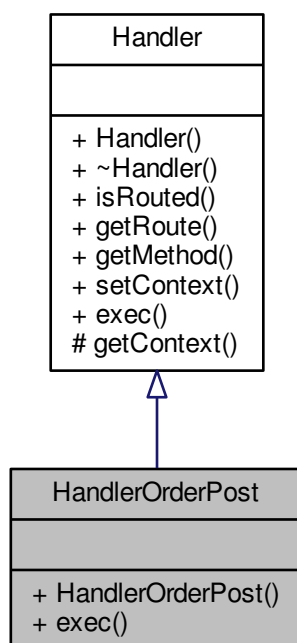 Handler
+ Handler()
+ ~Handler()
+ isRouted()
+ getRoute()
+ getMethod()
+ setContext()
+ exec()
# getContext()
HandlerOrderPost
+ HandlerOrderPost()
+ exec()